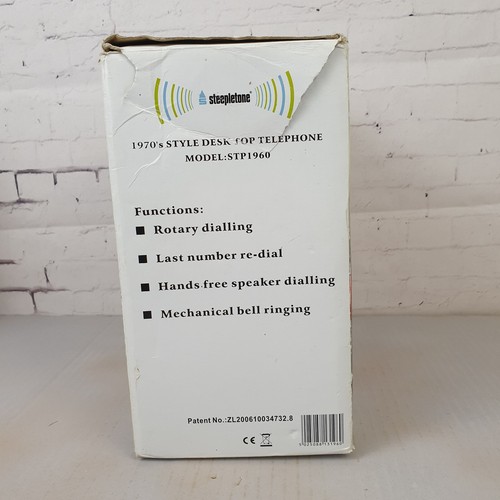 steepletone
1970's STYLE DESK TOP TELEPHONE
MODEL:STP1960
Functions:
■ Rotary dialling
■ Last number re-dial
■ Hands free speaker dialling
■ Mechanical bell ringing
Patent No.:ZL200610034732.8
CE